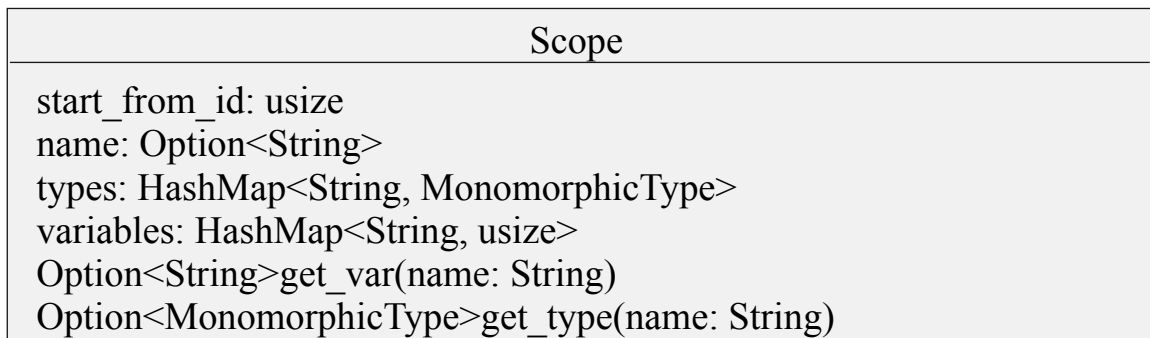 Scope
start_from_id: usize
name: Option<String>
types: HashMap<String, MonomorphicType>
variables: HashMap<String, usize>
Option<String>get_var(name: String)
Option<MonomorphicType>get_type(name: String)